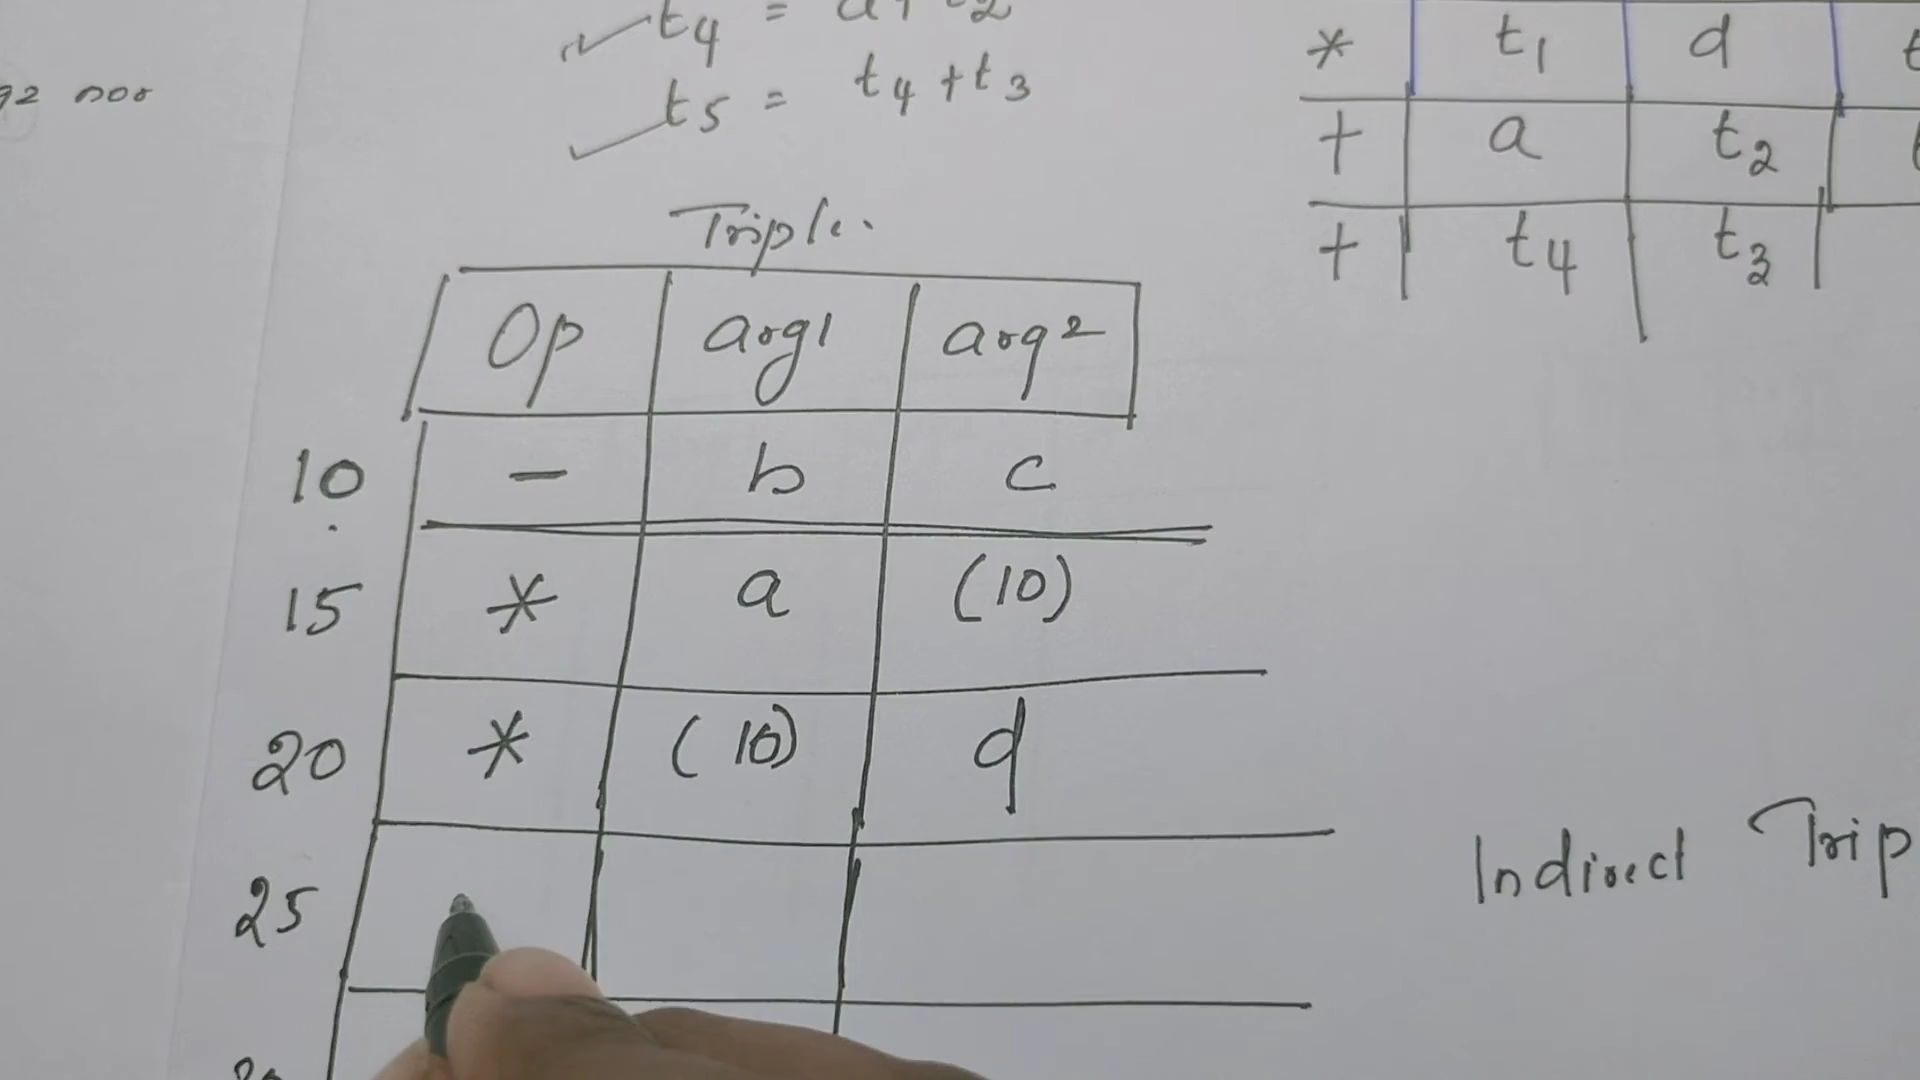 t4 = a + t2
t5 = t4 + t3
* t1 d
+ a t2
+ t4 t3
Triple.
Op arg1 arg2
10 - b c
15 * a (10)
20 * (10) d
25
Indirect Trip